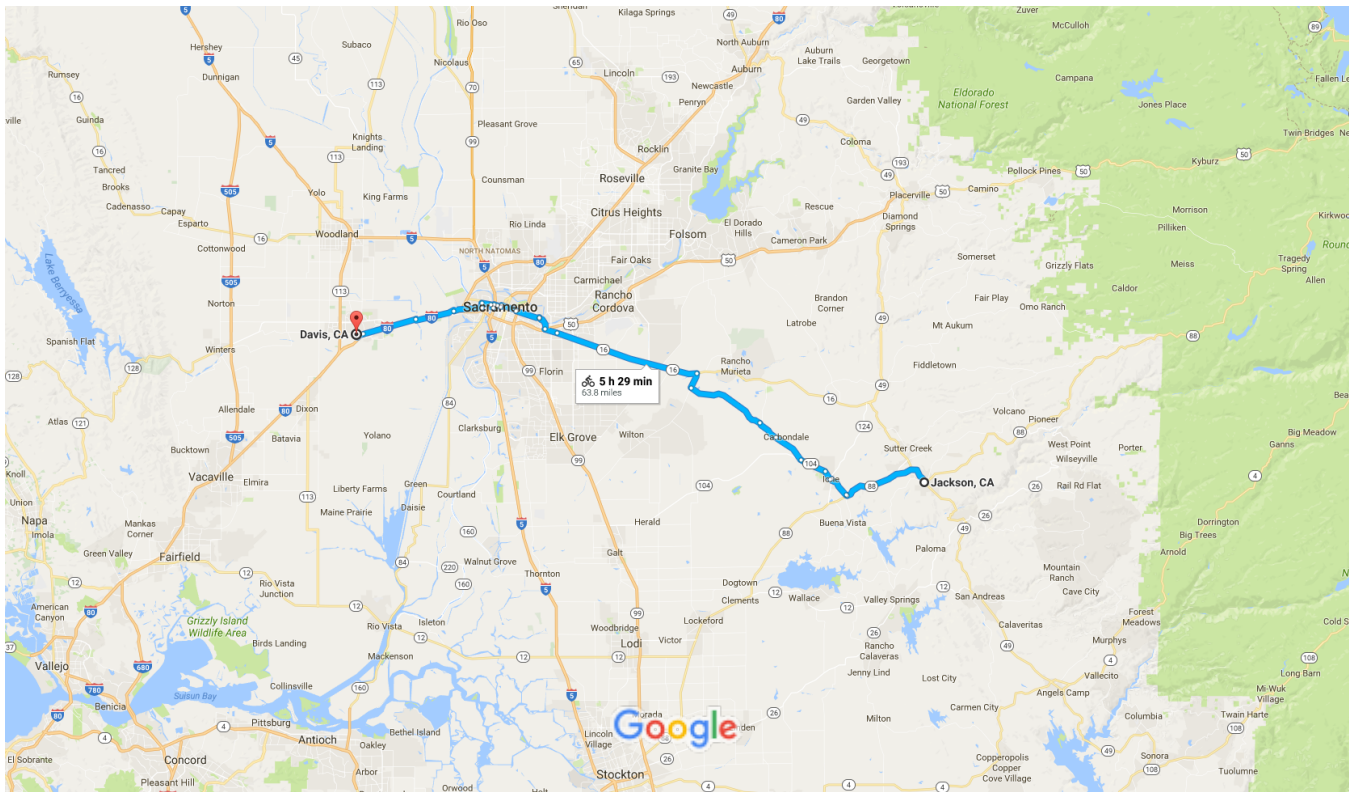 Kilaga Springs
Zuver
McCulloh
Rio Oso
Hershey
Subaco
Nicolaus
North Auburn
Auburn
Auburn
Lake Trails
Georgetown
Rumsey
Dunnigan
Lincoln
Newcastle
Penryn
Campana
Fallen
Guinda
Eldorado
National Forest
Jones Place
Pleasant Grove
Garden Valley
Knights
Landing
Rocklin
Coloma
Twin Bridges
Tancred
Brooks
Cadenasso
Capay
Esparto
Yolo
King Farms
Counsman
Roseville
Granite Bay
Pollock Pines
Kyburz
Placerville
Camino
Citrus Heights
Rescue
Morrison
Pilliken
Woodland
Rio Linda
El Dorado
Hills
Diamond
Springs
Folsom
Cottonwood
NORTH NATOMAS
Cameron Park
Fair Oaks
Somerset
Grizzly Flats
Meiss
Tragedy
Spring
Allen
Lake Berryessa
Carmichael
Caldor
Rancho
Cordova
Norton
Sacramento
Brandon
Corner
Fair Play
Omo Ranch
Davis, CA
Latrobe
Mt Aukum
Spanish Flat
Winters
Florin
Rancho
Murieta
Fiddletown
5 h 29 min
63.8 miles
Allendale
Dixon
Clarksburg
Volcano
Pioneer
Atlas
Batavia
Yolano
Elk Grove
Wilton
Carbondale
West Point
Wilseyville
Porter
Big Meadow
Ganns
Bucktown
Sutter Creek
Vacaville
Elmira
Jackson, CA
Rail Rd Flat
Knoll
Union
Liberty Farms
Green
Courtland
Ione
Maine Prairie
Daisie
Herald
Buena Vista
Napa
Imola
Mankas
Corner
Dorrington
Big Trees
Green Valley
Fairfield
Walnut Grove
Galt
Paloma
Arnold
Thornton
Mountain
Ranch
Cave City
Rio Vista
Junction
Dogtown
Clements
Wallace
Valley Springs
San Andreas
American
Canyon
Grizzly Island
Wildlife Area
Rio Vista
Isleton
Woodbridge
Lockeford
Calaveritas
Forest
Meadows
Birds Landing
Lodi
Victor
Rancho
Calaveras
Murphys
Vallejo
Mackenson
Vallecito
Jenny Lind
Lost City
Long Barn
Collinsville
Suisun Bay
Angels Camp
Mi-Wuk
Village
Benicia
Carmen City
Pittsburg
Bethel Island
Google
Milton
Columbia
Twain Harte
Antioch
Oakley
Lincoln
Village
El Sobrante
Concord
Copperopolis
Copper
Cove Village
Sonora
Tuolumne
Arbor
Stockton
Pleasant Hill
Orwood